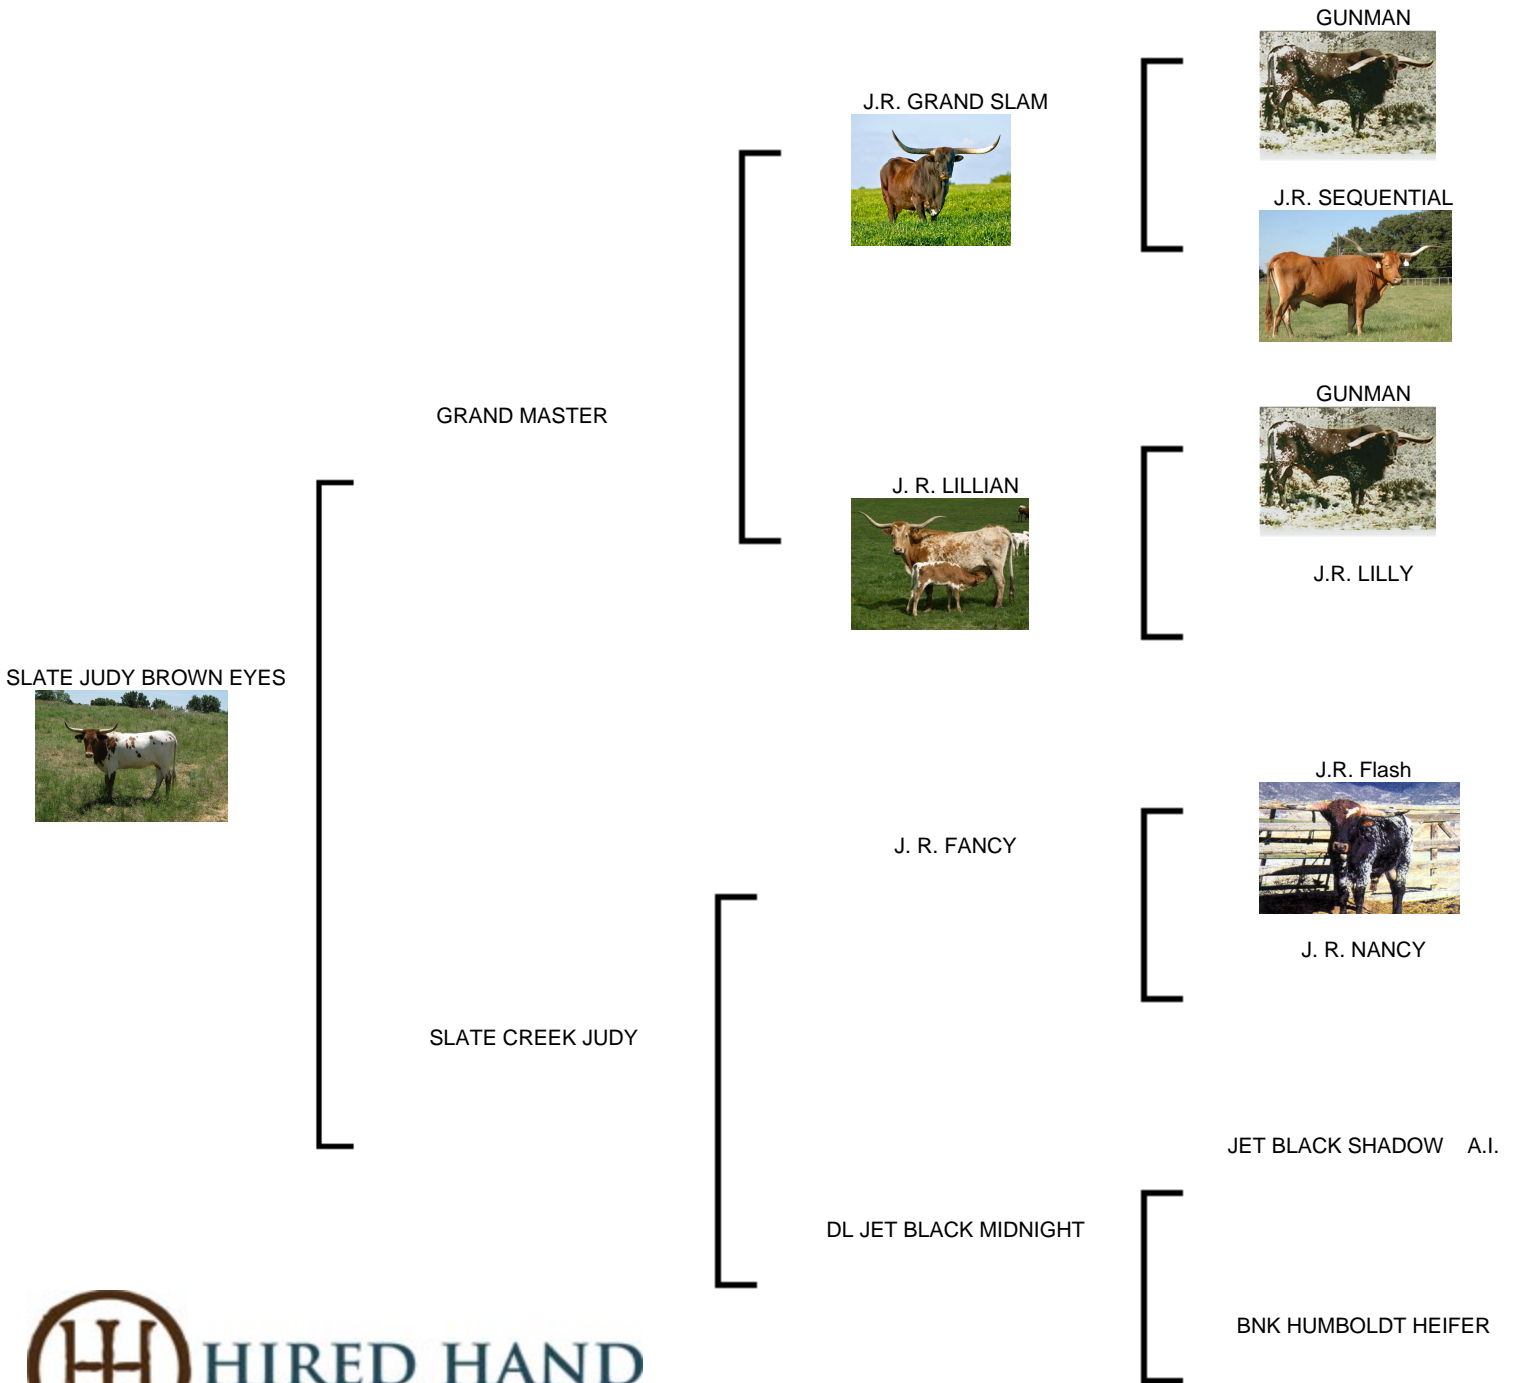 GUNMAN
J.R. GRAND SLAM
J.R. SEQUENTIAL
GUNMAN
GRAND MASTER
J. R. LILLIAN
J.R. LILLY
SLATE JUDY BROWN EYES
J.R. Flash
J. R. FANCY
J. R. NANCY
SLATE CREEK JUDY
JET BLACK SHADOW A.I.
DL JET BLACK MIDNIGHT
BNK HUMBOLDT HEIFER
HIRED HAND